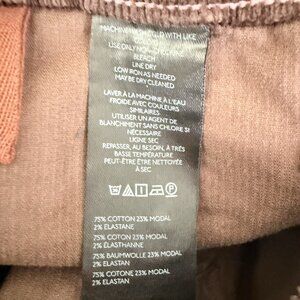 MACHINE WASH COLD WITH LIKE
USE ONLY NON
BLEACH
LINE DRY
LOW IRON AS NEEDED
MAY BE DRY CLEANED
LAVER À LA MACHINE À L'EAU
FROIDE AVEC COULEURS
SIMILAIRES
UTILISER UN AGENT DE
BLANCHIMENT SANS CHLORE SI
NÉCESSAIRE
LIGNE SEC
REPASSER, AU BESOIN, À TRÈS
BASSE TEMPÉRATURE
PEUT-ÊTRE ÊTRE NETTOYÉE
À SEC
75% COTTON 23% MODAL
2% ELASTANE
75% COTON 23% MODAL
2% ÉLASTHANNE
75% BAUMWOLLE 23% MODAL
2% ELASTAN
75% COTONE 23% MODAL
2% ELASTAN